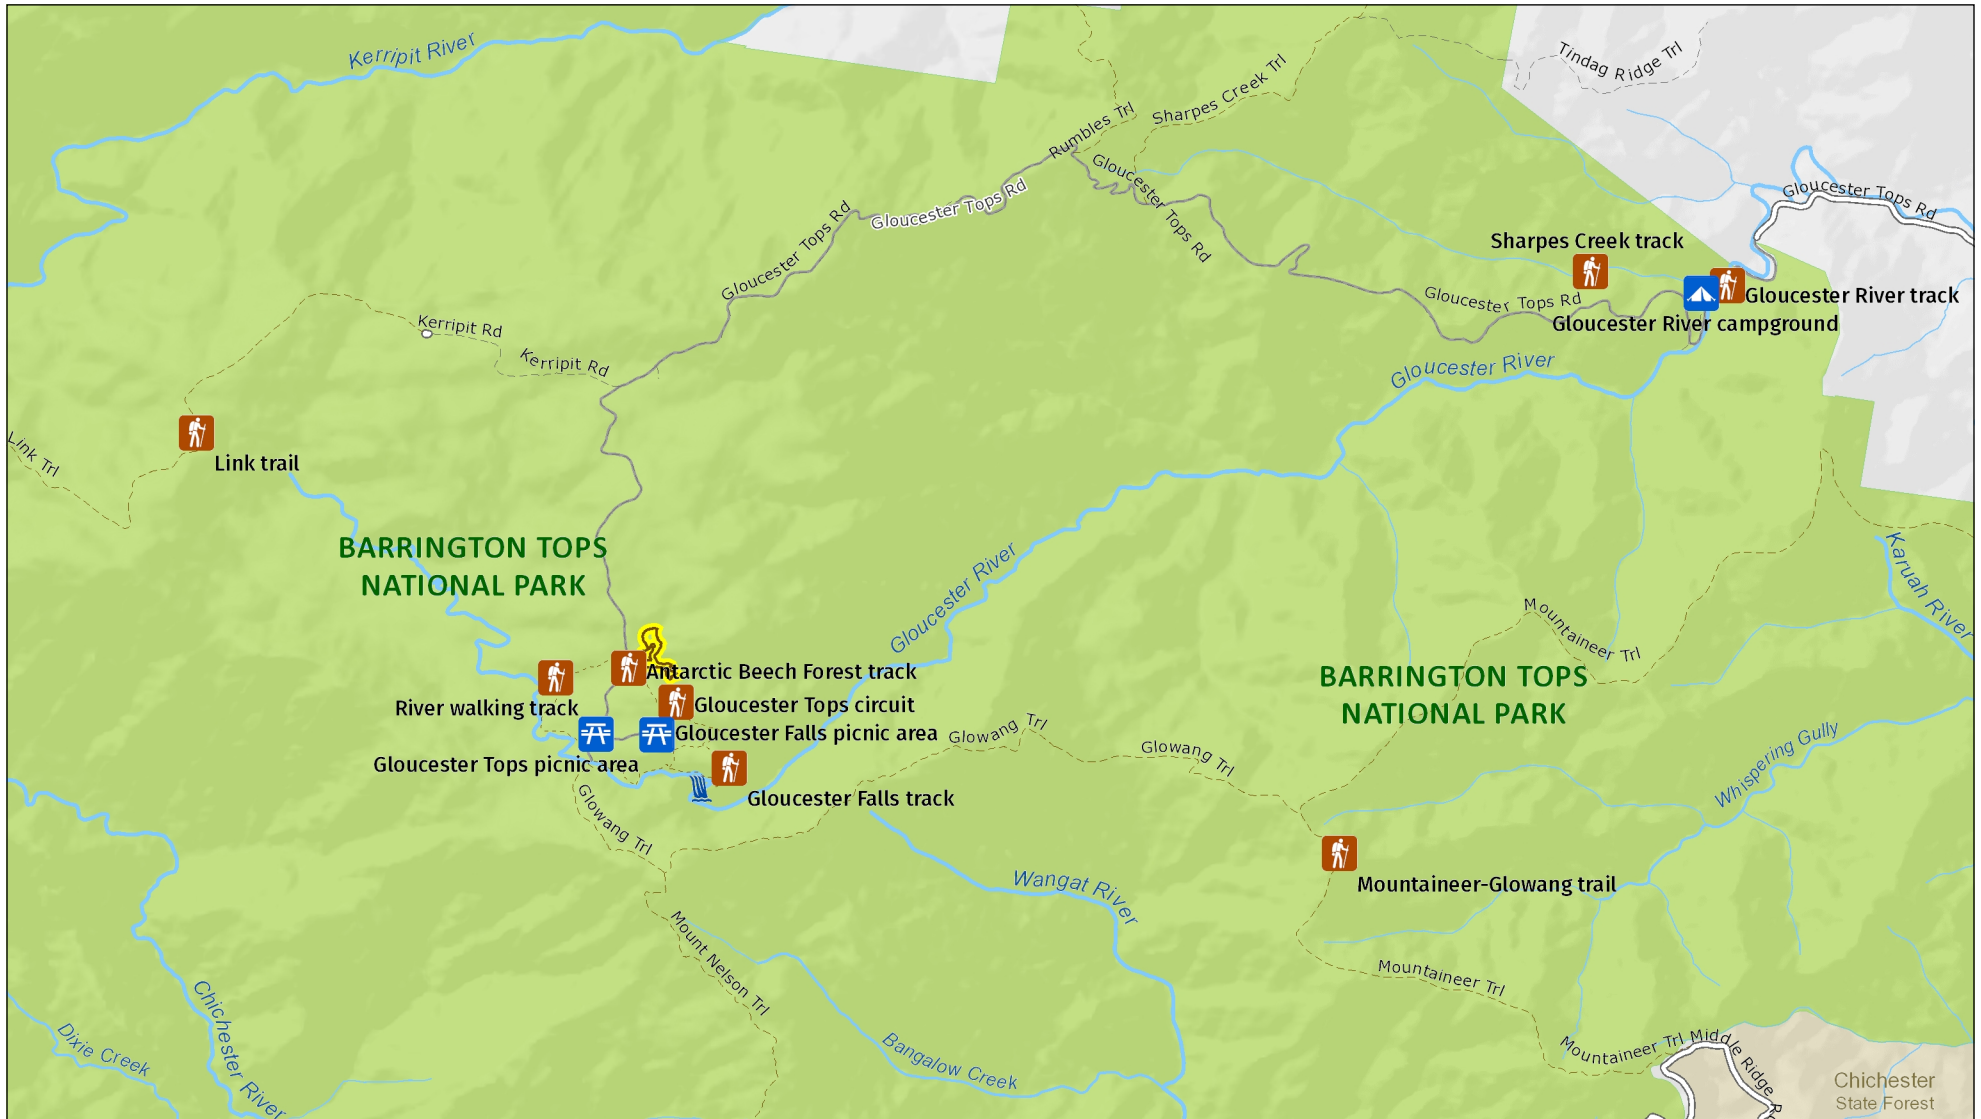 Kerripit River
Tindag Ridge Trl
Sharpes Creek Trl
Rumbles Trl
Gloucester Tops Rd
Gloucester Tops Rd
Gloucester Tops Rd
Gloucester Tops Rd
Sharpes Creek track
Gloucester Tops Rd
Gloucester River track
Gloucester River campground
Kerripit Rd
Kerripit Rd
Gloucester River
Link Trl
Link trail
BARRINGTON TOPS
NATIONAL PARK
Gloucester River
Karuah River
Mountaineer Trl
Antarctic Beech Forest track
BARRINGTON TOPS
NATIONAL PARK
River walking track
Gloucester Tops circuit
Gloucester Falls picnic area
Glowang Trl
Glowang Trl
Gloucester Tops picnic area
Whispering Gully
Gloucester Falls track
Glowang Trl
Wangat River
Mountaineer-Glowang trail
Mount Nelson Trl
Mountaineer Trl
Chichester River
Dixie Creek
Bangalow Creek
Mountaineer Trl
Middle Ridge R
Chichester
State Forest